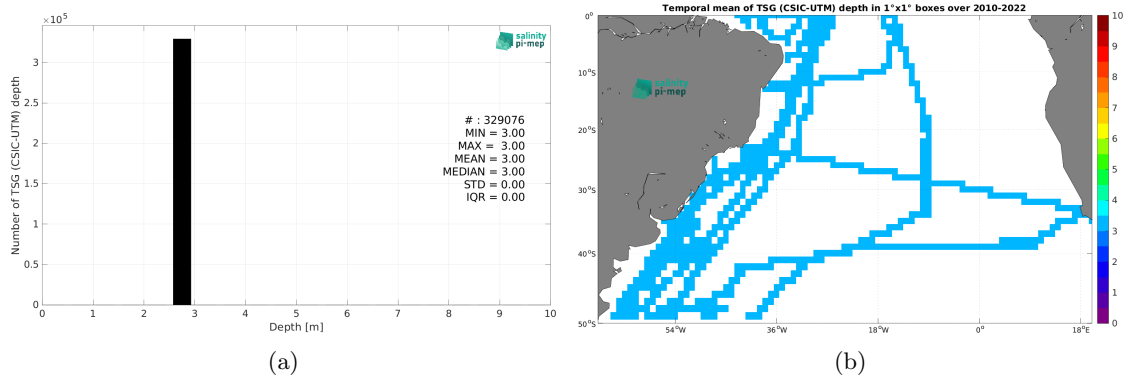 ×10^5
3
2.5
2
1.5
1
0.5
0
Number of TSG (CSIC-UTM) depth
salinity
pi-mep
# : 329076
MIN = 3.00
MAX = 3.00
MEAN = 3.00
MEDIAN = 3.00
STD = 0.00
IQR = 0.00
0 1 2 3 4 5 6 7 8 9 10
Depth [m]
(a)
Temporal mean of TSG (CSIC-UTM) depth in 1°x1° boxes over 2010-2022
0°
10°S
20°S
30°S
40°S
50°S
salinity
pi-mep
54°W 36°W 18°W 0° 18°E
10
9
8
7
6
5
4
3
2
1
0
(b)